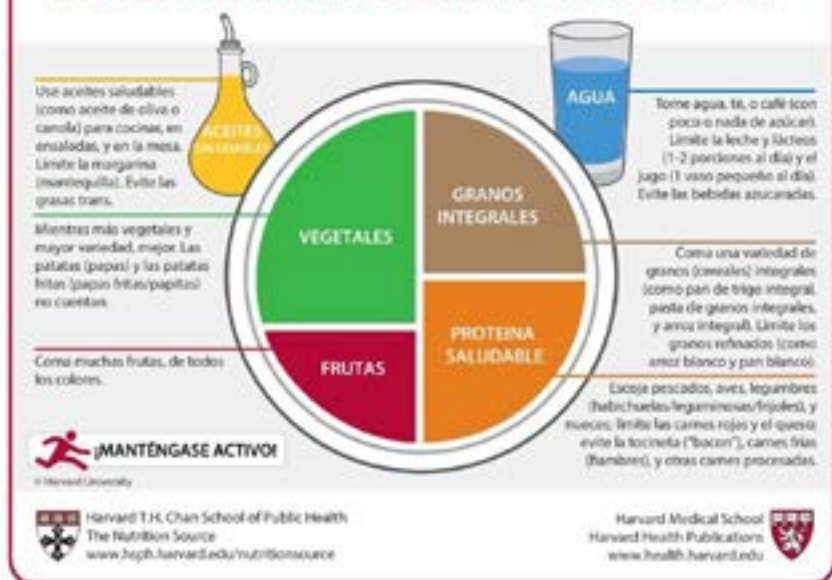 Use aceites saludables
(como aceite de oliva o
canola) para cocinar, en
ensaladas, y en la mesa.
Limite la margarina
(mantequilla). Evite las
grasas trans.
ACEITES
SALUDABLES
AGUA
Tome agua, té, o café (con
poco o nada de azúcar).
Limite la leche y lácteos
(1-2 porciones al día) y el
jugo (1 vaso pequeño al día).
Evite las bebidas azucaradas.
Mientras más vegetales y
mayor variedad, mejor. Las
patatas (papas) y las patatas
fritas (papas fritas/papitas)
no cuentan.
VEGETALES
GRANOS
INTEGRALES
Coma una variedad de
granos (cereales) integrales
(como pan de trigo integral,
pasta de granos integrales,
y arroz integral). Limite los
granos refinados (como
arroz blanco y pan blanco).
Coma muchas frutas, de todos
los colores.
FRUTAS
PROTEINA
SALUDABLE
Escoja pescados, aves, legumbres
(habichuelas/leguminosas/frijoles), y
nueces; limite las carnes rojas y el queso;
evite la tocineta ("bacon"), carnes frías
(fiambres), y otras carnes procesadas.
¡MANTÉNGASE ACTIVO!
© Harvard University
Harvard T.H. Chan School of Public Health
The Nutrition Source
www.hsph.harvard.edu/nutritionsource
Harvard Medical School
Harvard Health Publications
www.health.harvard.edu